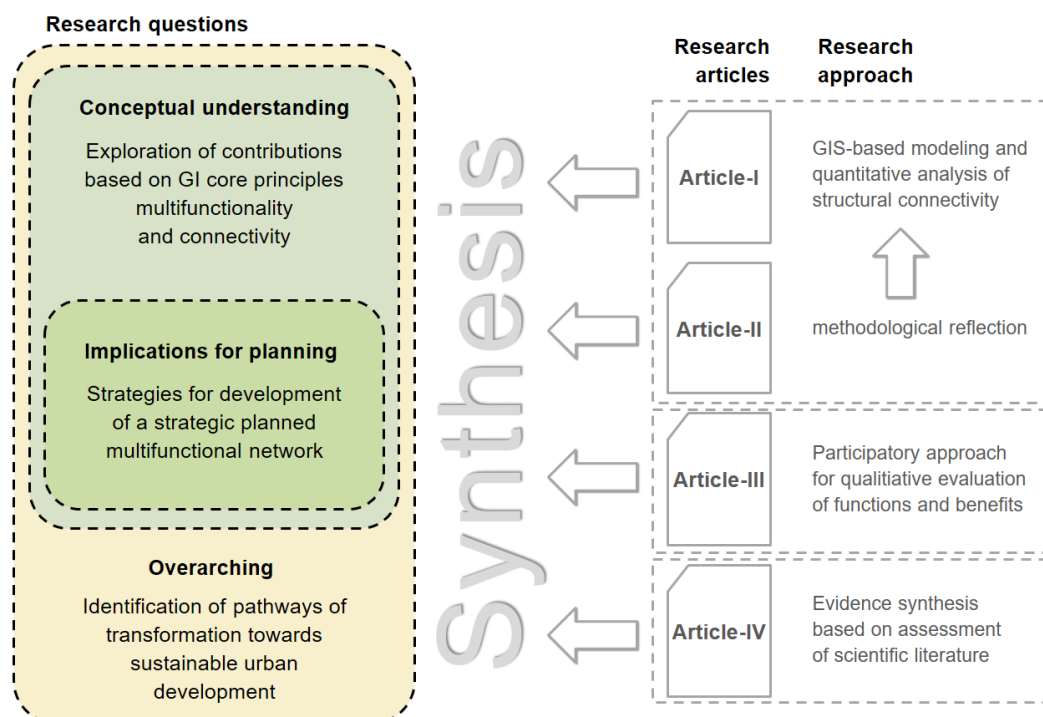 Research questions
Conceptual understanding
Exploration of contributions
based on GI core principles
multifunctionality
and connectivity
Implications for planning
Strategies for development
of a strategic planned
multifunctional network
Overarching
Identification of pathways of
transformation towards
sustainable urban
development
Synthesis
Research
articles
Research
approach
Article-I
GIS-based modeling and
quantitative analysis of
structural connectivity
Article-II
methodological reflection
Article-III
Participatory approach
for qualitiative evaluation
of functions and benefits
Article-IV
Evidence synthesis
based on assessment
of scientific literature